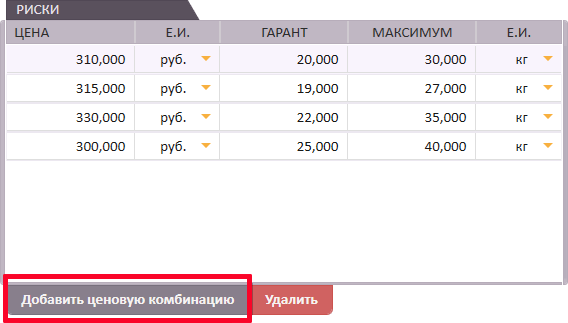 РИСКИ
ЦЕНА Е.И. ГАРАНТ МАКСИМУМ Е.И.
310,000 руб. 20,000 30,000 кг
315,000 руб. 19,000 27,000 кг
330,000 руб. 22,000 35,000 кг
300,000 руб. 25,000 40,000 кг
Добавить ценовую комбинацию Удалить